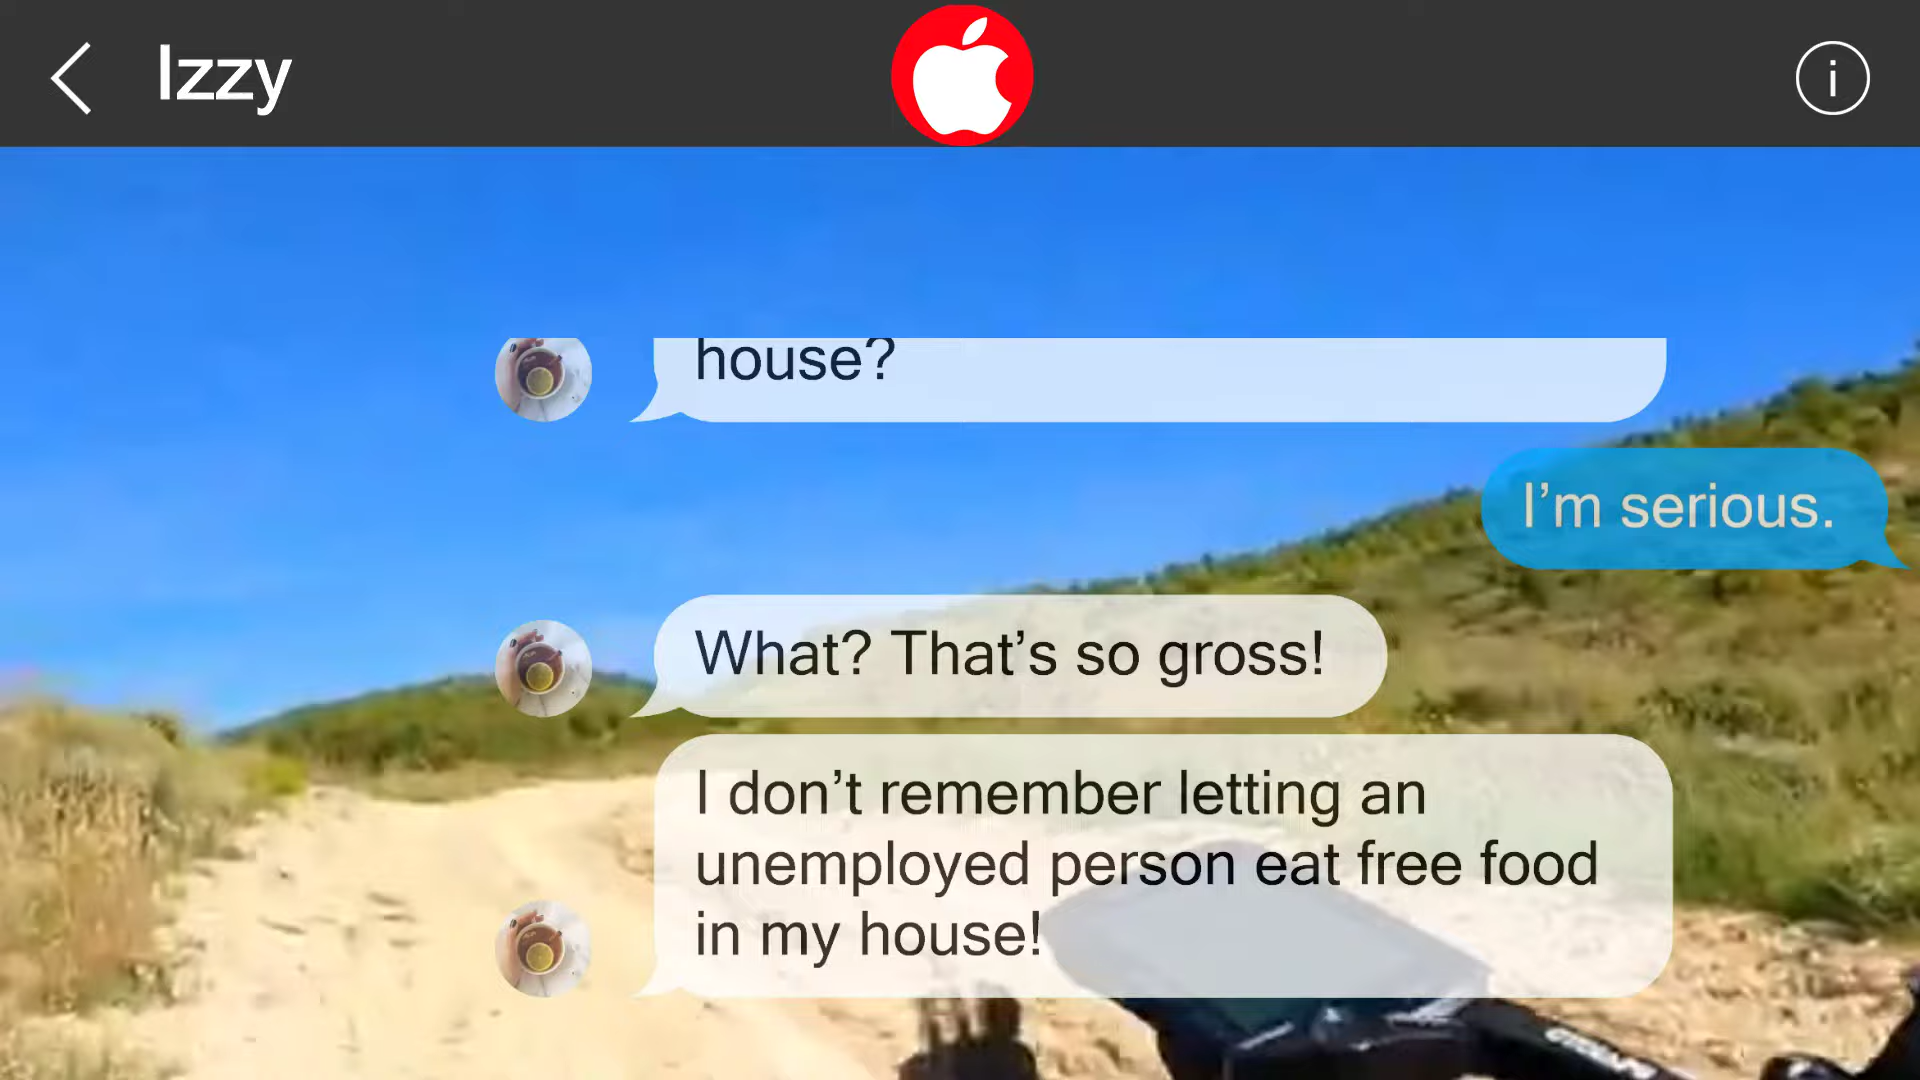 Izzy
house?
I'm serious.
What? That's so gross!
I don't remember letting an
unemployed person eat free food
in my house!